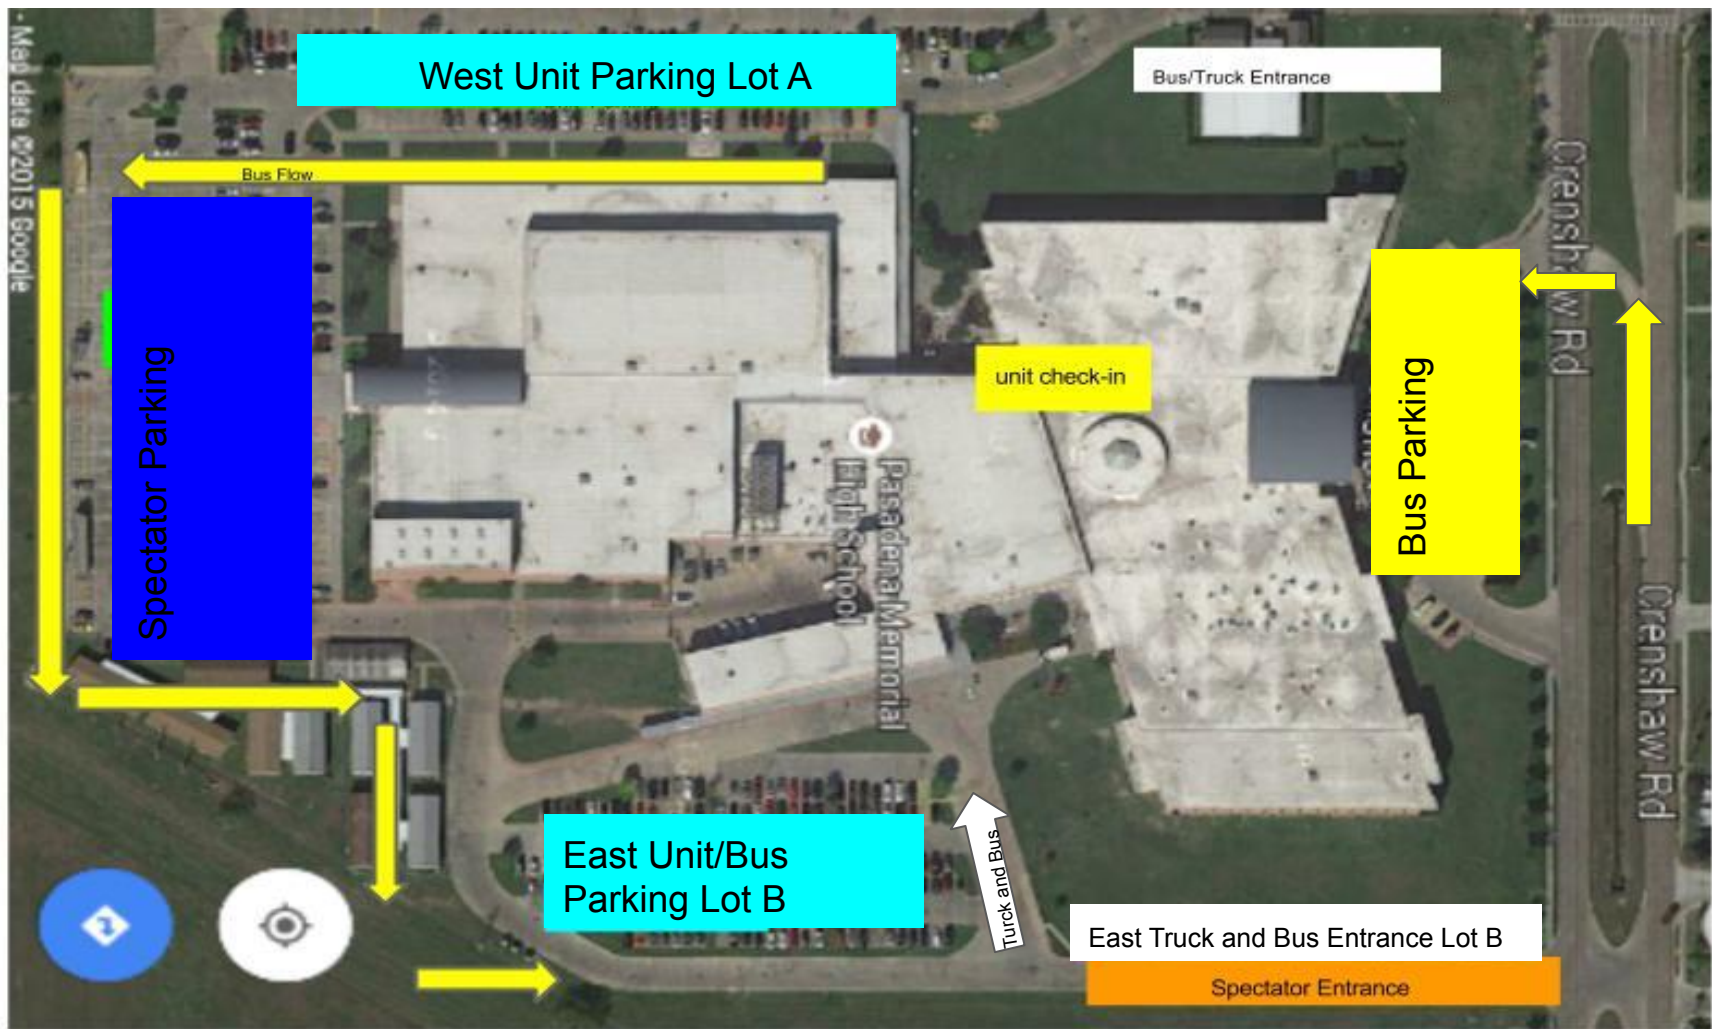 West Unit Parking Lot A
Bus/Truck Entrance
- Map data ©2015 Google
Bus Flow
Crenshaw Rd
Spectator Parking
unit check-in
Bus Parking
Pasadena Memorial
High School
Crenshaw Rd
East Unit/Bus
Parking Lot B
Turck and Bus
East Truck and Bus Entrance Lot B
Spectator Entrance